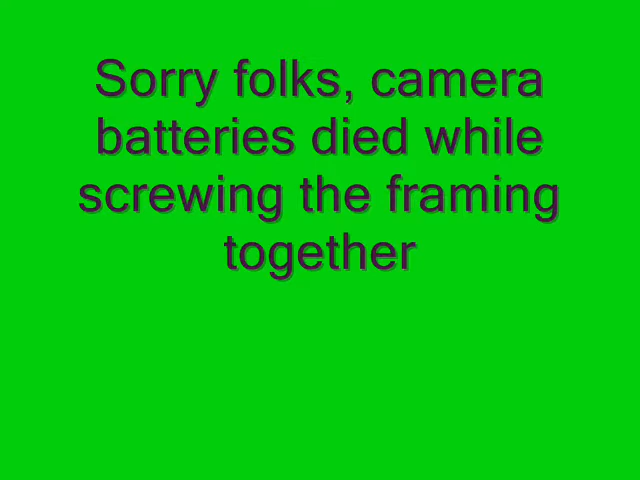 Sorry folks, camera
batteries died while
screwing the framing
together